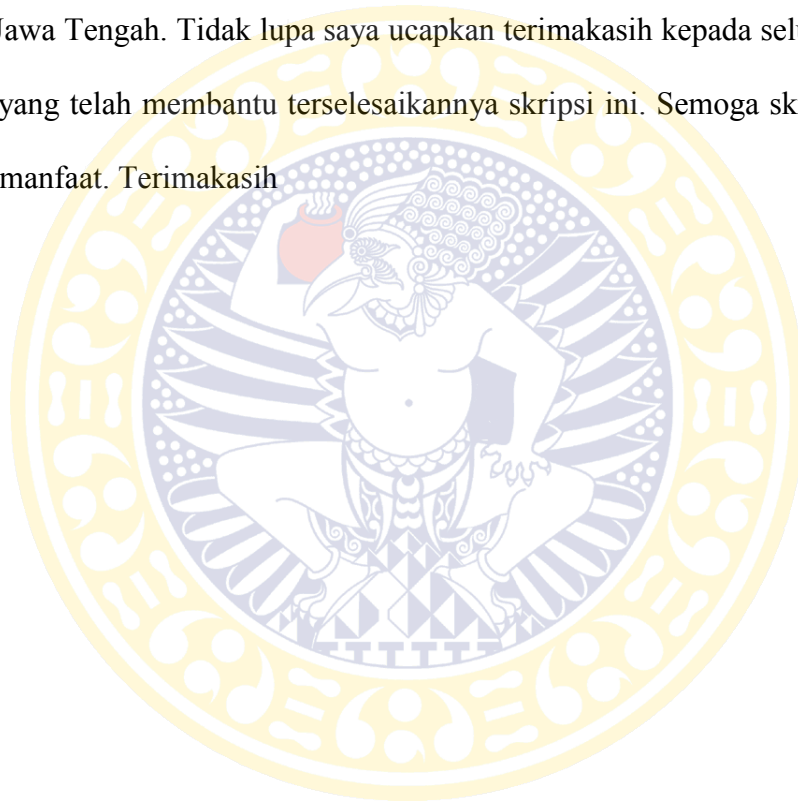 Jawa Tengah. Tidak lupa saya ucapkan terimakasih kepada sel
yang telah membantu terselesaikannya skripsi ini. Semoga sk
manfaat. Terimakasih